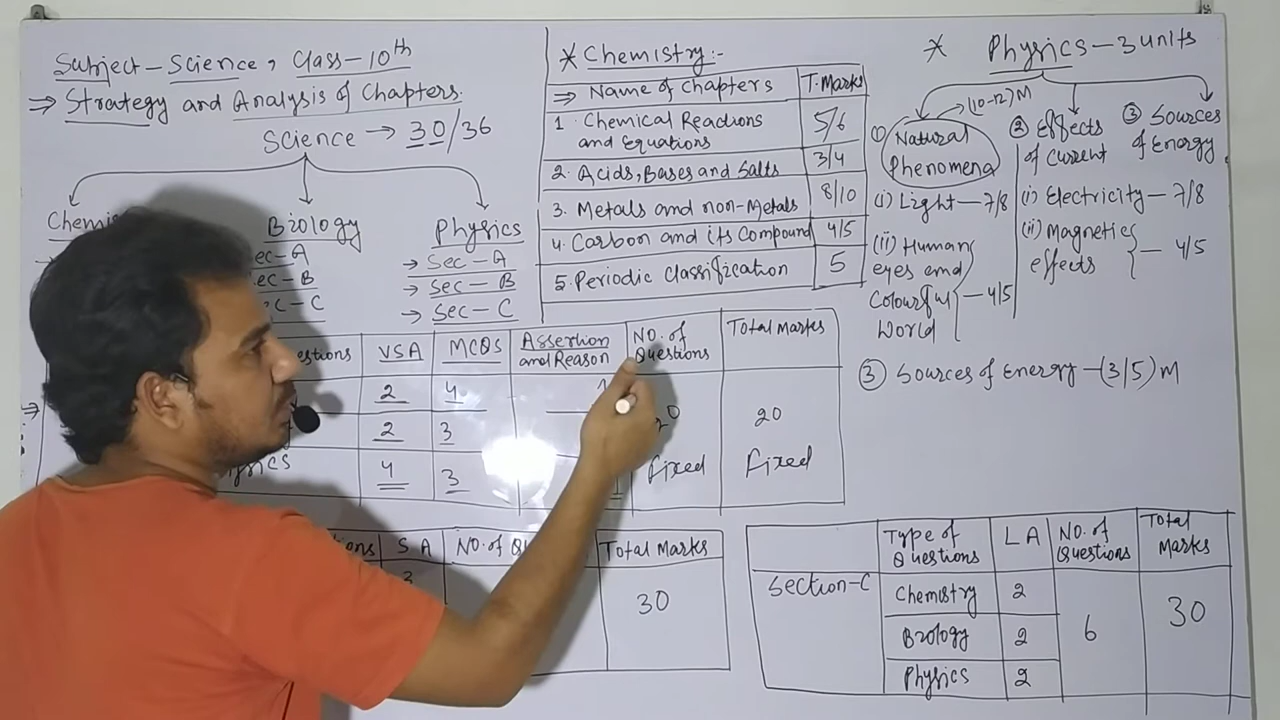 Subject-Science, Class-10th
⇒ Strategy and Analysis of Chapters.
Science → 30/36
Biology
Physics
→ Sec-A
→ Sec-B
→ Sec-C
VSA MCQS Assertion and Reason NO. of Questions Total Marks
2 4 1
2 3
4 3 1
20 Fixed
20 Fixed
SA
Total Marks
30
* Chemistry:-
⇒ Name of Chapters T. Marks
1. Chemical Reactions and Equations 5/6
2. Acids, Bases and Salts 3/4
3. Metals and non-Metals 8/10
4. Carbon and its Compound 4/5
5. Periodic Classification 5
* Physics-3 units
→ (10-12) M
(1) Natural Phenomena
(i) Light-7/8
(ii) Human eyes and Colourful World - 4/5
② Effects of Current
(i) Electricity-7/8
(ii) Magnetic effects - 4/5
③ Sources of Energy
③ Sources of Energy-(3/5) M
Type of Questions LA NO. of Questions Total Marks
Section-C
Chemistry 2
Biology 2
Physics 2
6
30